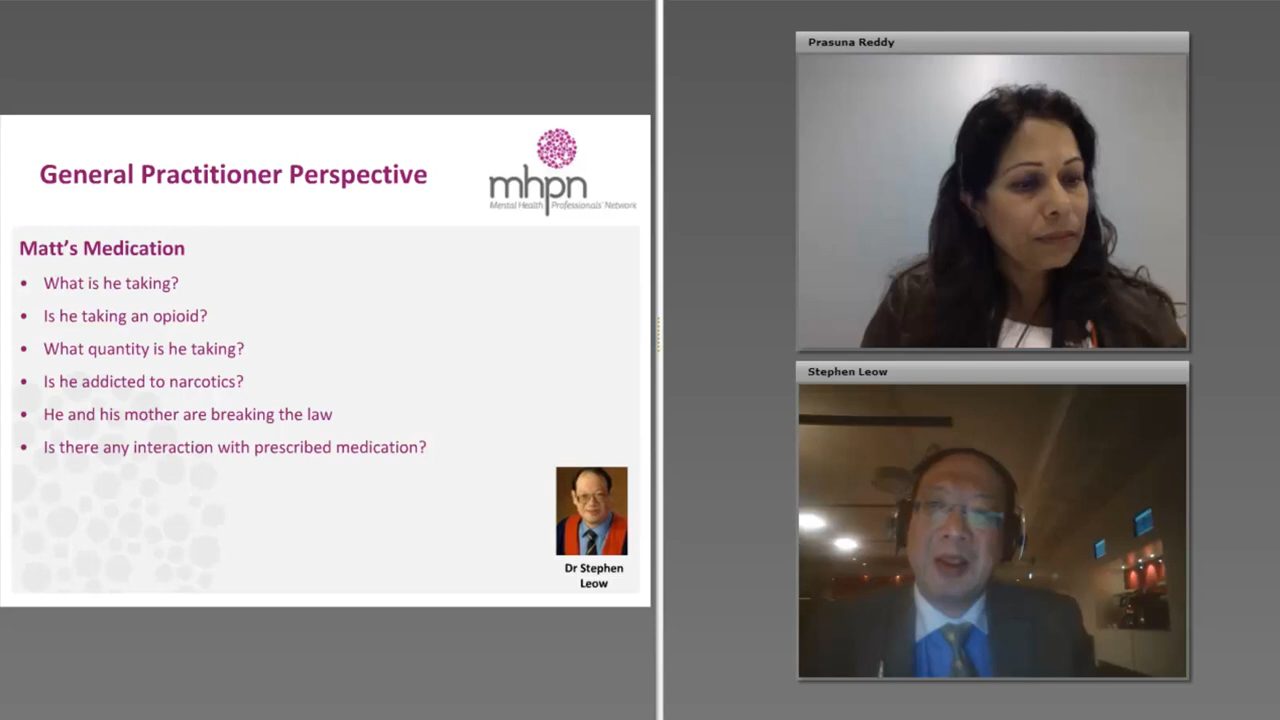 General Practitioner Perspective
mhpn
Mental Health Professionals' Network
Matt's Medication
• What is he taking?
• Is he taking an opioid?
• What quantity is he taking?
• Is he addicted to narcotics?
• He and his mother are breaking the law
• Is there any interaction with prescribed medication?
Dr Stephen
Leow
Prasuna Reddy
Stephen Leow